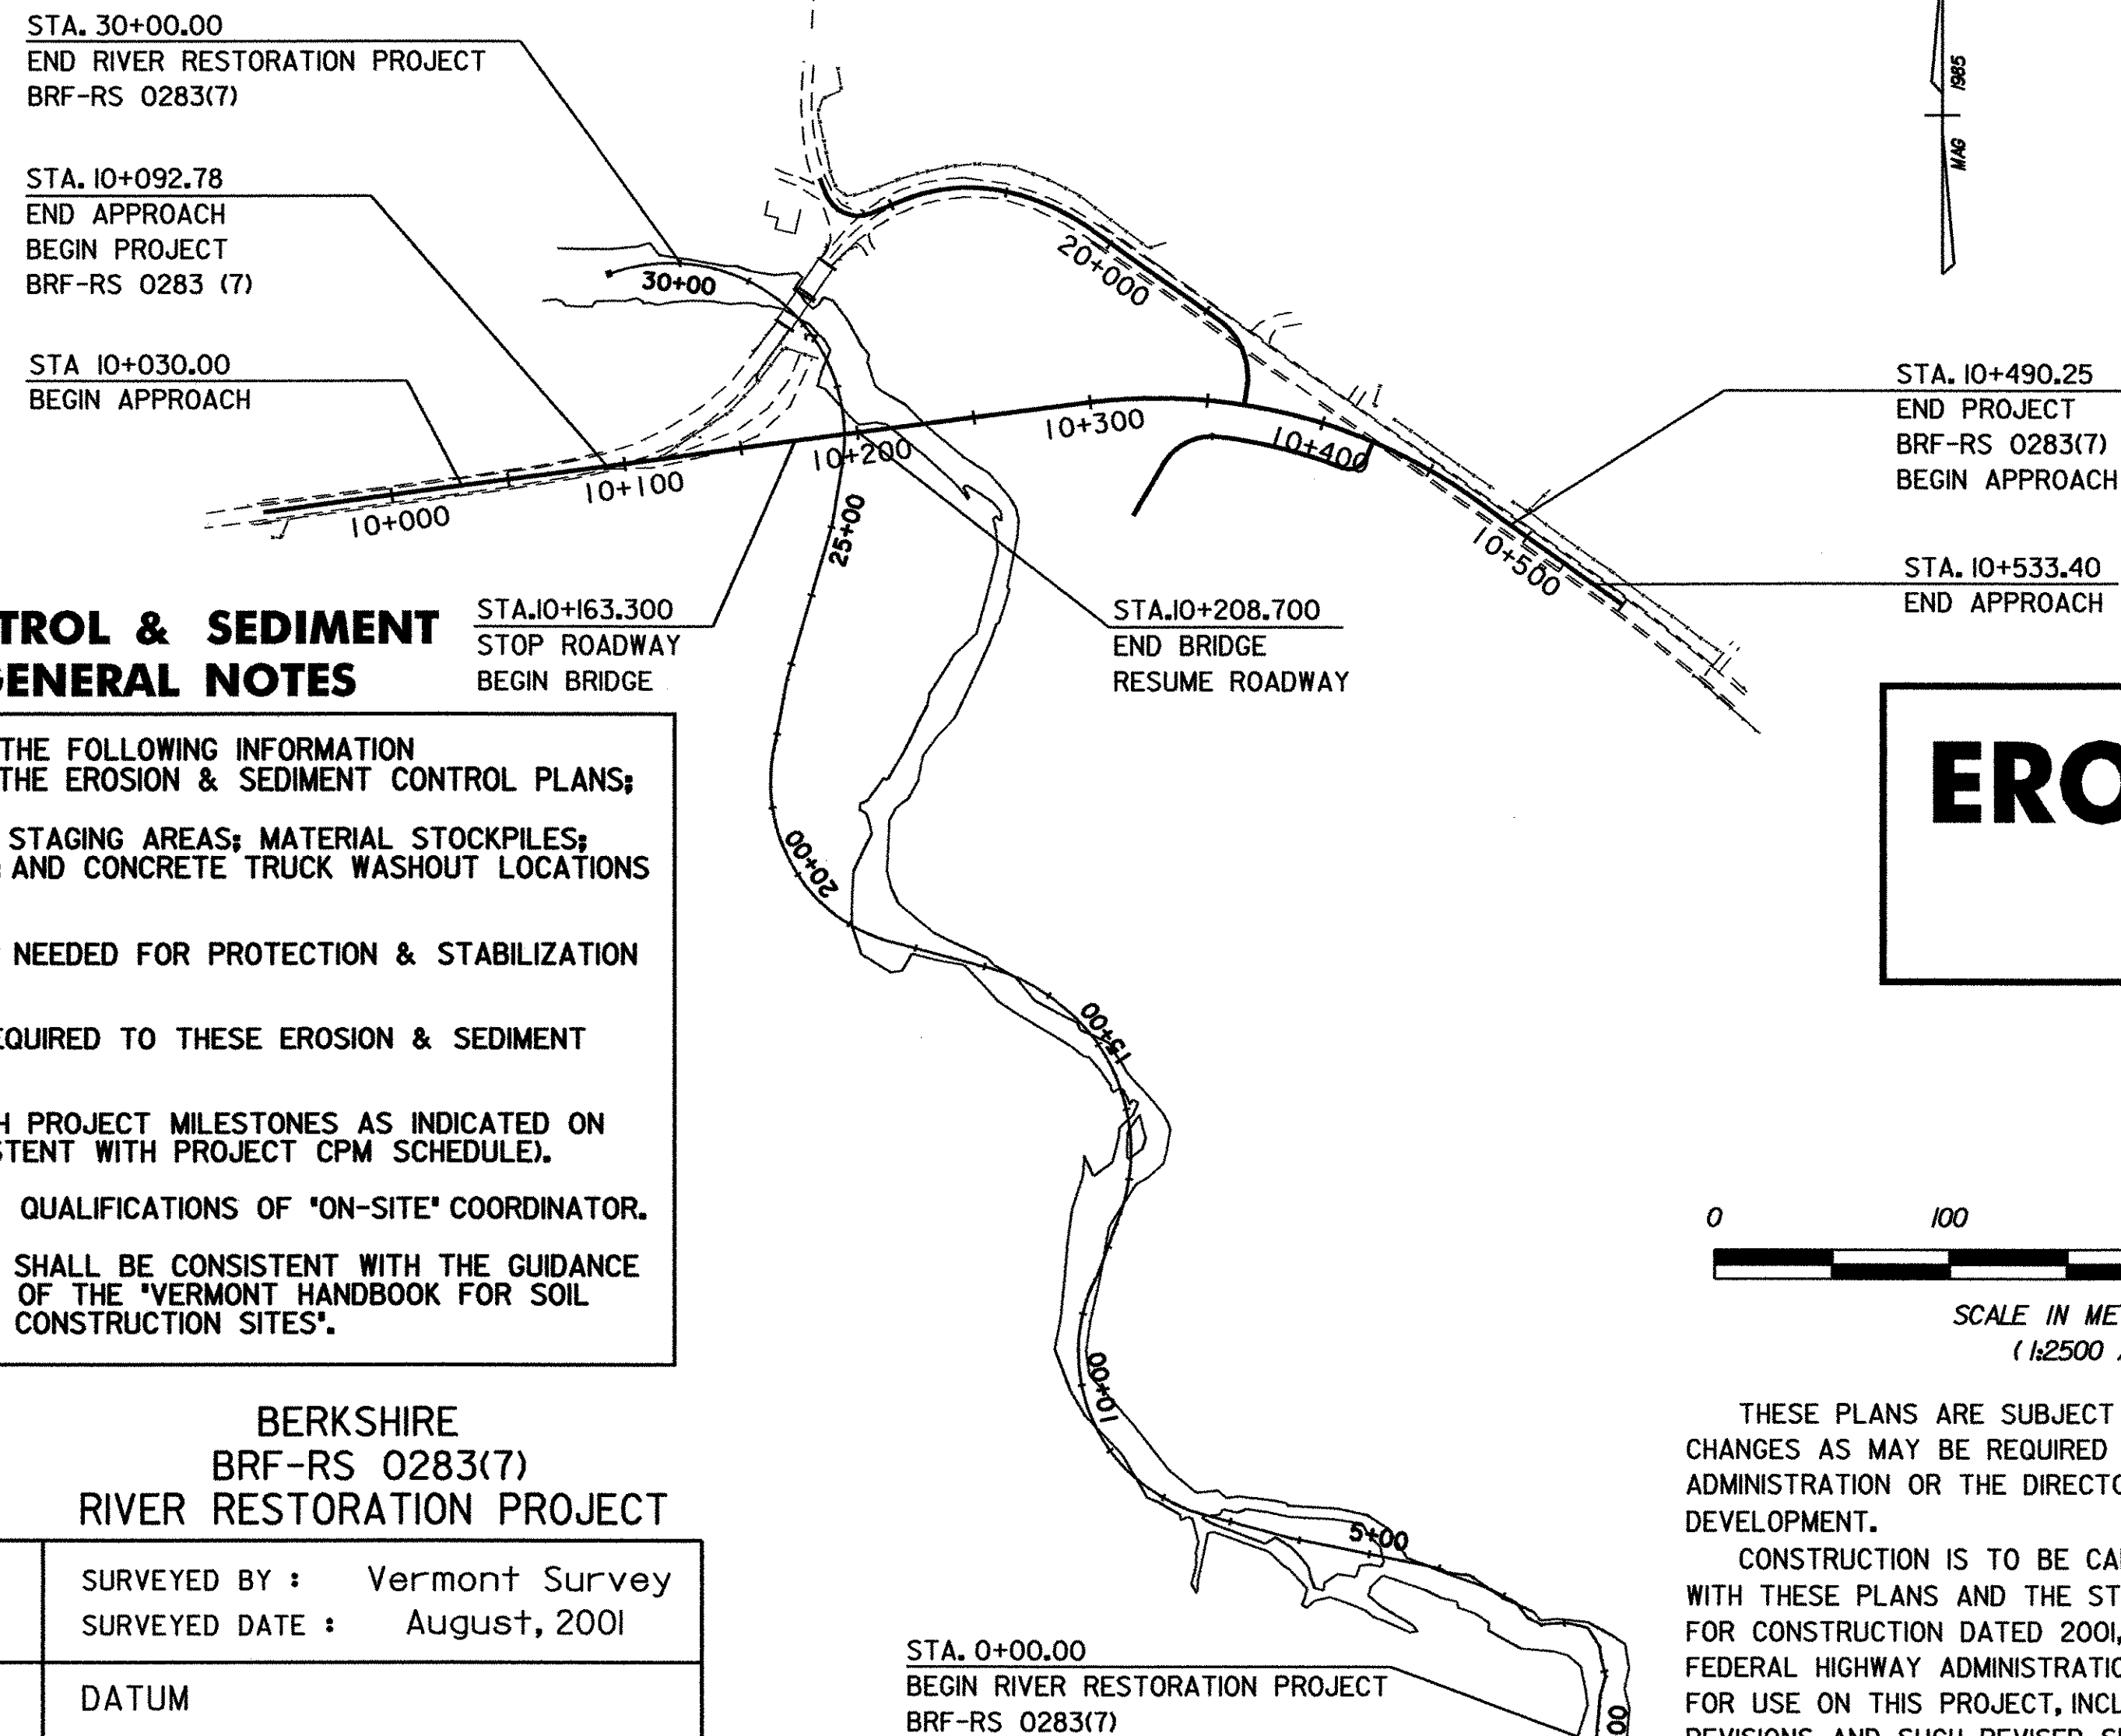 STA. 30+00.00
END RIVER RESTORATION PROJECT
BRF-RS 0283(7)
STA. 10+092.78
END APPROACH
BEGIN PROJECT
BRF-RS 0283 (7)
STA 10+030.00
BEGIN APPROACH
1985
MAG
30+00
20+000
10+300
10+400
10+200
10+100
10+000
25+00
10+500
STA. 10+490.25
END PROJECT
BRF-RS 0283(7)
BEGIN APPROACH
STA. 10+533.40
END APPROACH
STA.10+163.300
STOP ROADWAY
BEGIN BRIDGE
STA.10+208.700
END BRIDGE
RESUME ROADWAY
& SEDIMENT
NOTES
THE FOLLOWING INFORMATION
THE EROSION & SEDIMENT CONTROL PLANS;
STAGING AREAS; MATERIAL STOCKPILES;
AND CONCRETE TRUCK WASHOUT LOCATIONS
NEEDED FOR PROTECTION & STABILIZATION
TO THESE EROSION & SEDIMENT
PROJECT MILESTONES AS INDICATED ON
WITH PROJECT CPM SCHEDULE).
QUALIFICATIONS OF "ON-SITE" COORDINATOR.
SHALL BE CONSISTENT WITH THE GUIDANCE
OF THE "VERMONT HANDBOOK FOR SOIL
CONSTRUCTION SITES".
20+00
15+00
10+00
5+00
0 100
SCALE IN
(1:2500
BERKSHIRE
BRF-RS 0283(7)
RIVER RESTORATION PROJECT
SURVEYED BY : Vermont Survey
SURVEYED DATE : August, 2001
DATUM
STA. 0+00.00
BEGIN RIVER RESTORATION PROJECT
BRF-RS 0283(7)
THESE PLANS ARE SUBJECT
CHANGES AS MAY BE REQUIRED
ADMINISTRATION OR THE
DEVELOPMENT.
CONSTRUCTION IS TO BE
WITH THESE PLANS AND THE
FOR CONSTRUCTION DATED 2001,
FEDERAL HIGHWAY
FOR USE ON THIS PROJECT,
REVISIONS AND SUCH REVISED